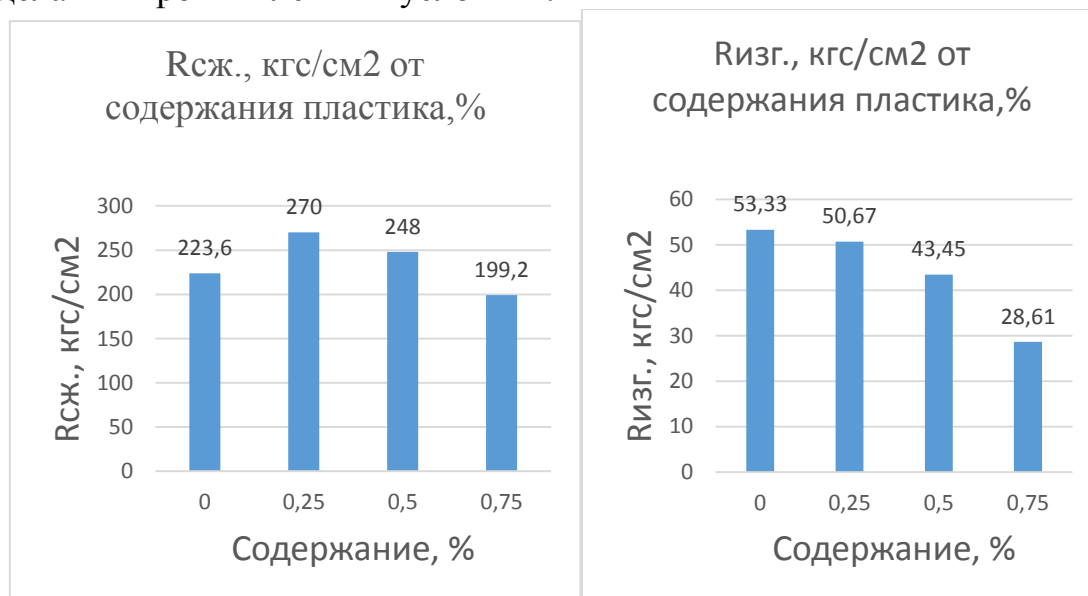 Rсж., кгс/см2 от
содержания пластика,%
Rсж., кгс/см2
300
250
200
150
100
50
0
223,6
270
248
199,2
0 0,25 0,5 0,75
Содержание, %
Rизг., кгс/см2 от
содержания пластика,%
Rизг., кгс/см2
60
50
40
30
20
10
0
53,33
50,67
43,45
28,61
0 0,25 0,5 0,75
Содержание, %